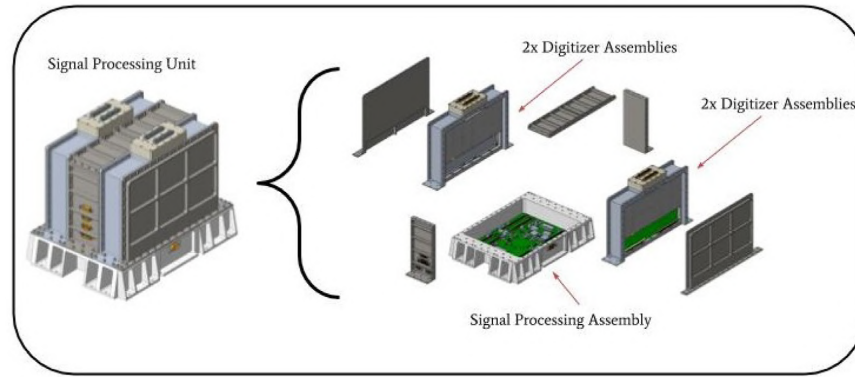 Signal Processing Unit
2x Digitizer Assemblies
2x Digitizer Assemblies
Signal Processing Assembly